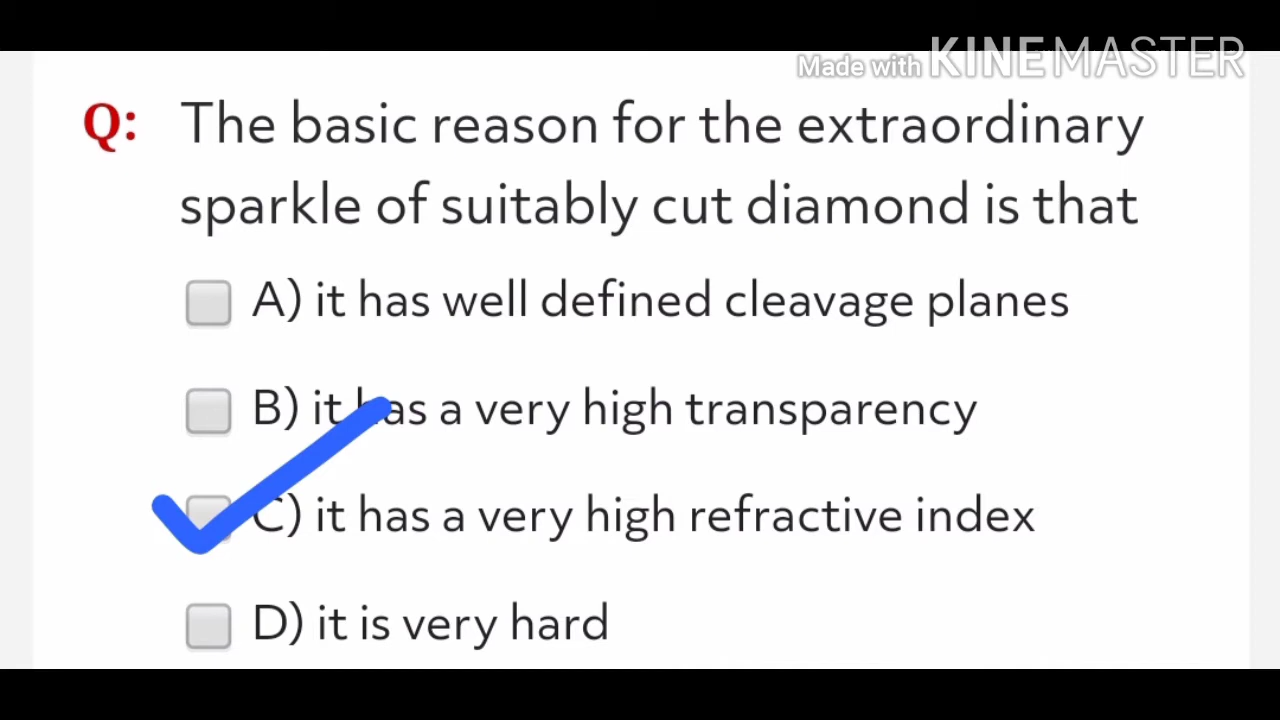 Made with KINEMASTER
Q: The basic reason for the extraordinary
sparkle of suitably cut diamond is that
A) it has well defined cleavage planes
B) it has a very high transparency
C) it has a very high refractive index
D) it is very hard